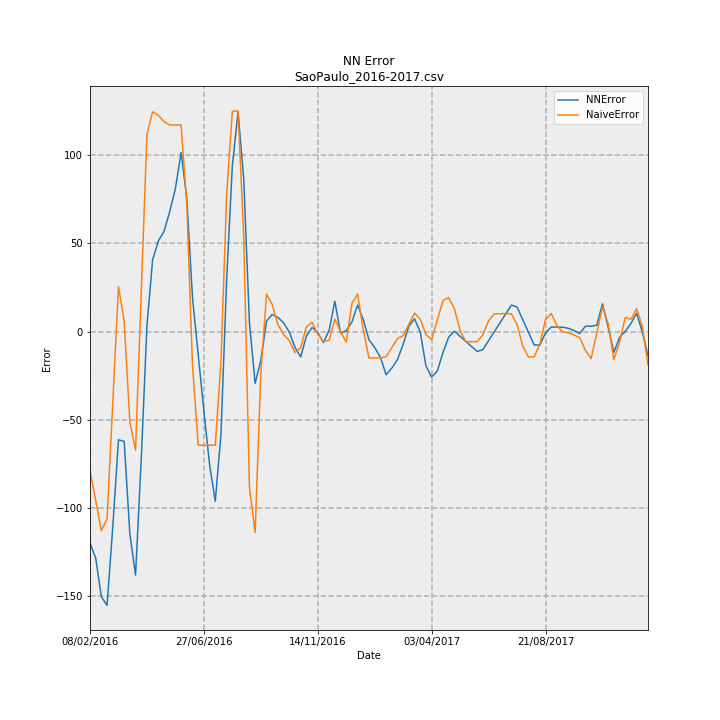 NN Error
SaoPaulo_2016-2017.csv
NNError
NaiveError
100
50
0
−50
−100
−150
Error
08/02/2016 27/06/2016 14/11/2016 03/04/2017 21/08/2017
Date